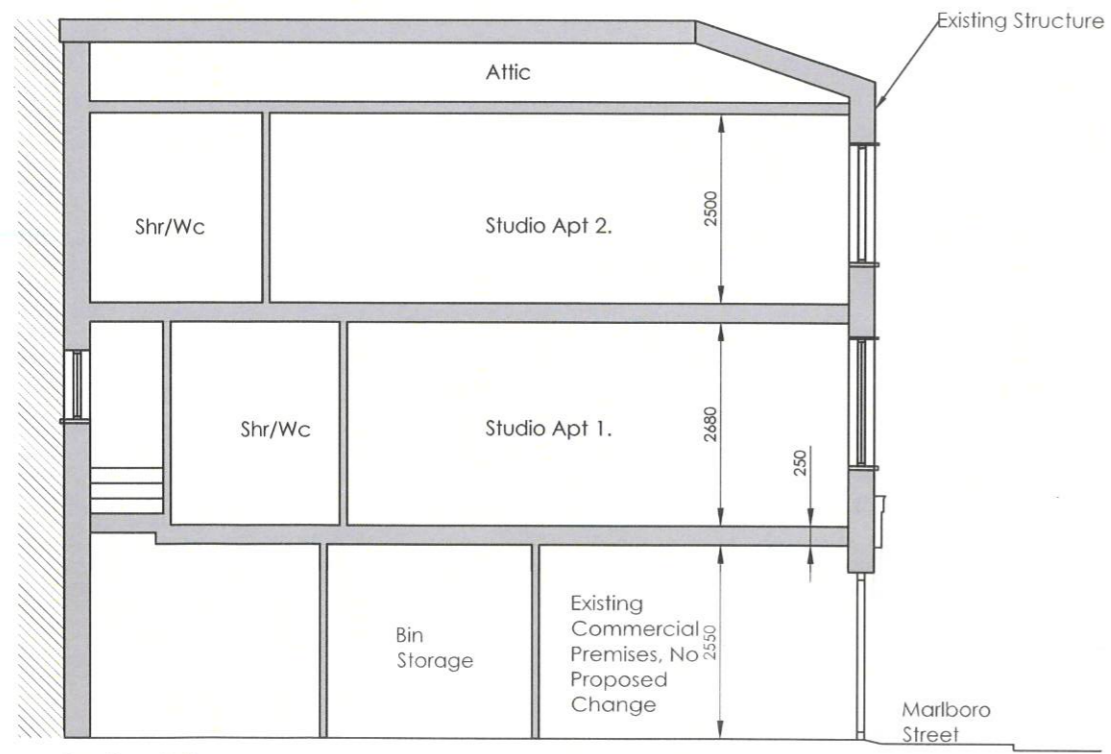 Existing Structure
Attic
Shr/Wc
Studio Apt 2.
2500
Shr/Wc
Studio Apt 1.
2680
250
Bin
Storage
Existing
Commercial
Premises, No
Proposed
Change
2550
Marlboro
Street